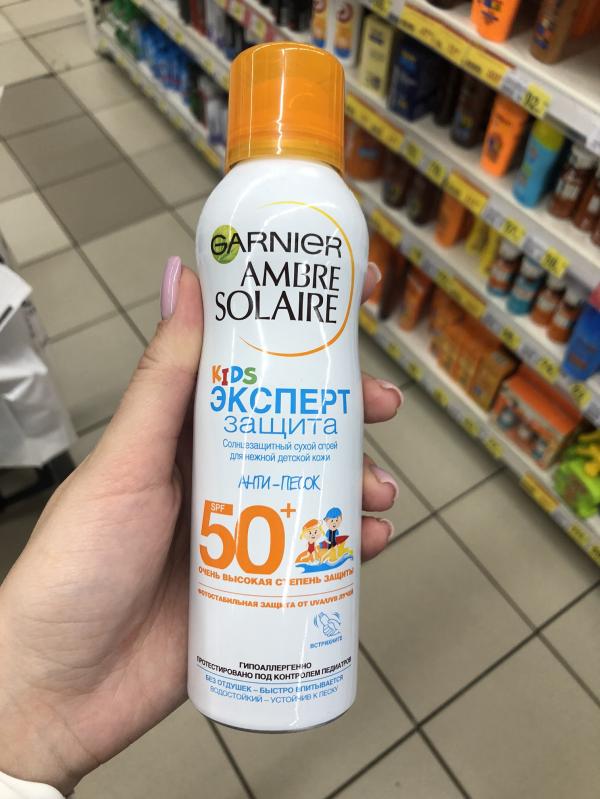 GARNIER
AMBRE
SOLAIRE
KIDS
ЭКСПЕРТ
защита
Солнцезащитный сухой спрей
для нежной детской кожи
АНТИ-ПЕСОК
SPF
50+
ОЧЕНЬ ВЫСОКАЯ СТЕПЕНЬ ЗАЩИТЫ
ФОТОСТАБИЛЬНАЯ ЗАЩИТА ОТ UVA/UVB ЛУЧЕЙ
ВСТРЯХНИТЕ
ГИПОАЛЛЕРГЕННО
ПРОТЕСТИРОВАНО ПОД КОНТРОЛЕМ ПЕДИАТРОВ
БЕЗ ОТДУШЕК – БЫСТРО ВПИТЫВАЕТСЯ
ВОДОСТОЙКИЙ – УСТОЙЧИВ К ПЕСКУ